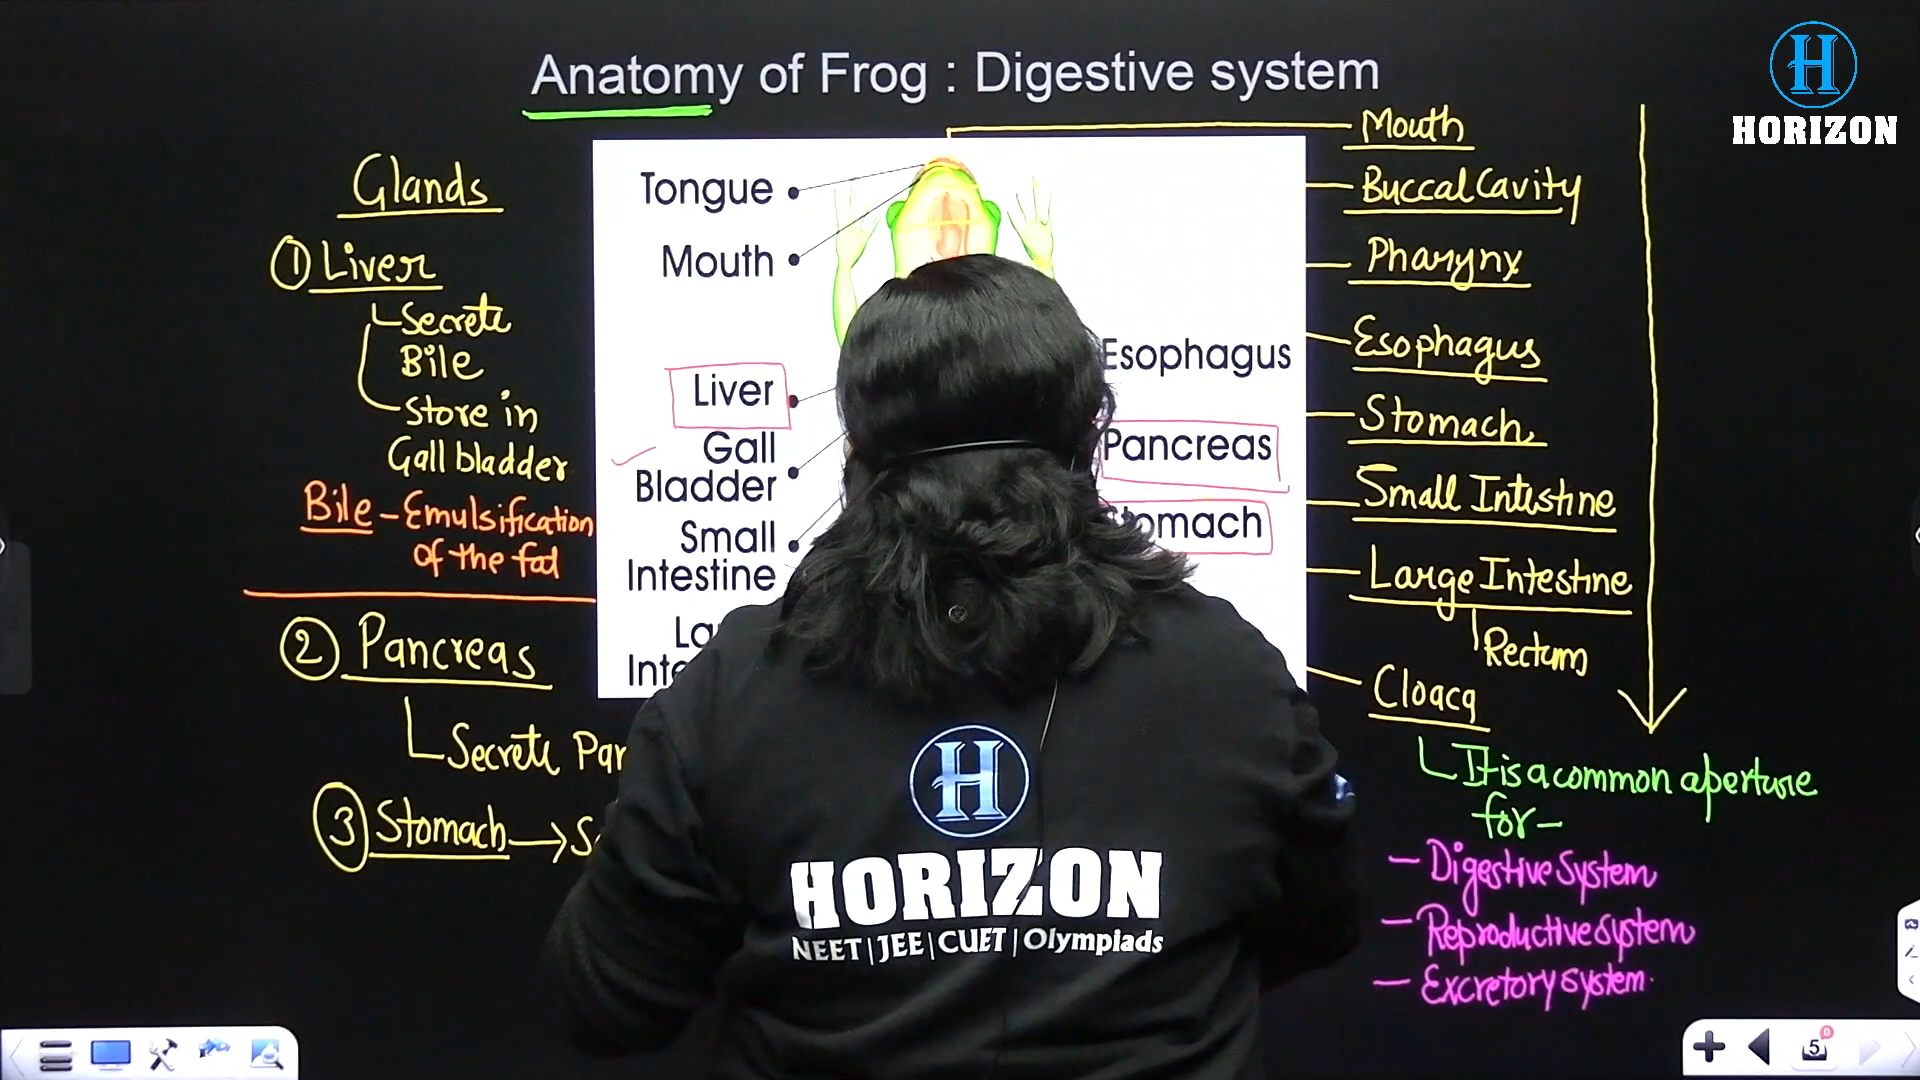 Anatomy of Frog : Digestive system
HORIZON
Glands
① Liver
Secrete
Bile
Store in
Gall bladder
Bile - Emulsification
of the fat
② Pancreas
Secrete
③ Stomach →
Tongue
Mouth
Liver
Gall
Bladder
Small
Intestine
Esophagus
Pancreas
Mouth
Buccal Cavity
Pharynx
Esophagus
Stomach
Small Intestine
Large Intestine
Rectum
Cloaca
It is a common aperture
for -
- Digestive System
- Reproductive system
- Excretory system.
H
HORIZON
NEET | JEE | CUET | Olympiads
5
0